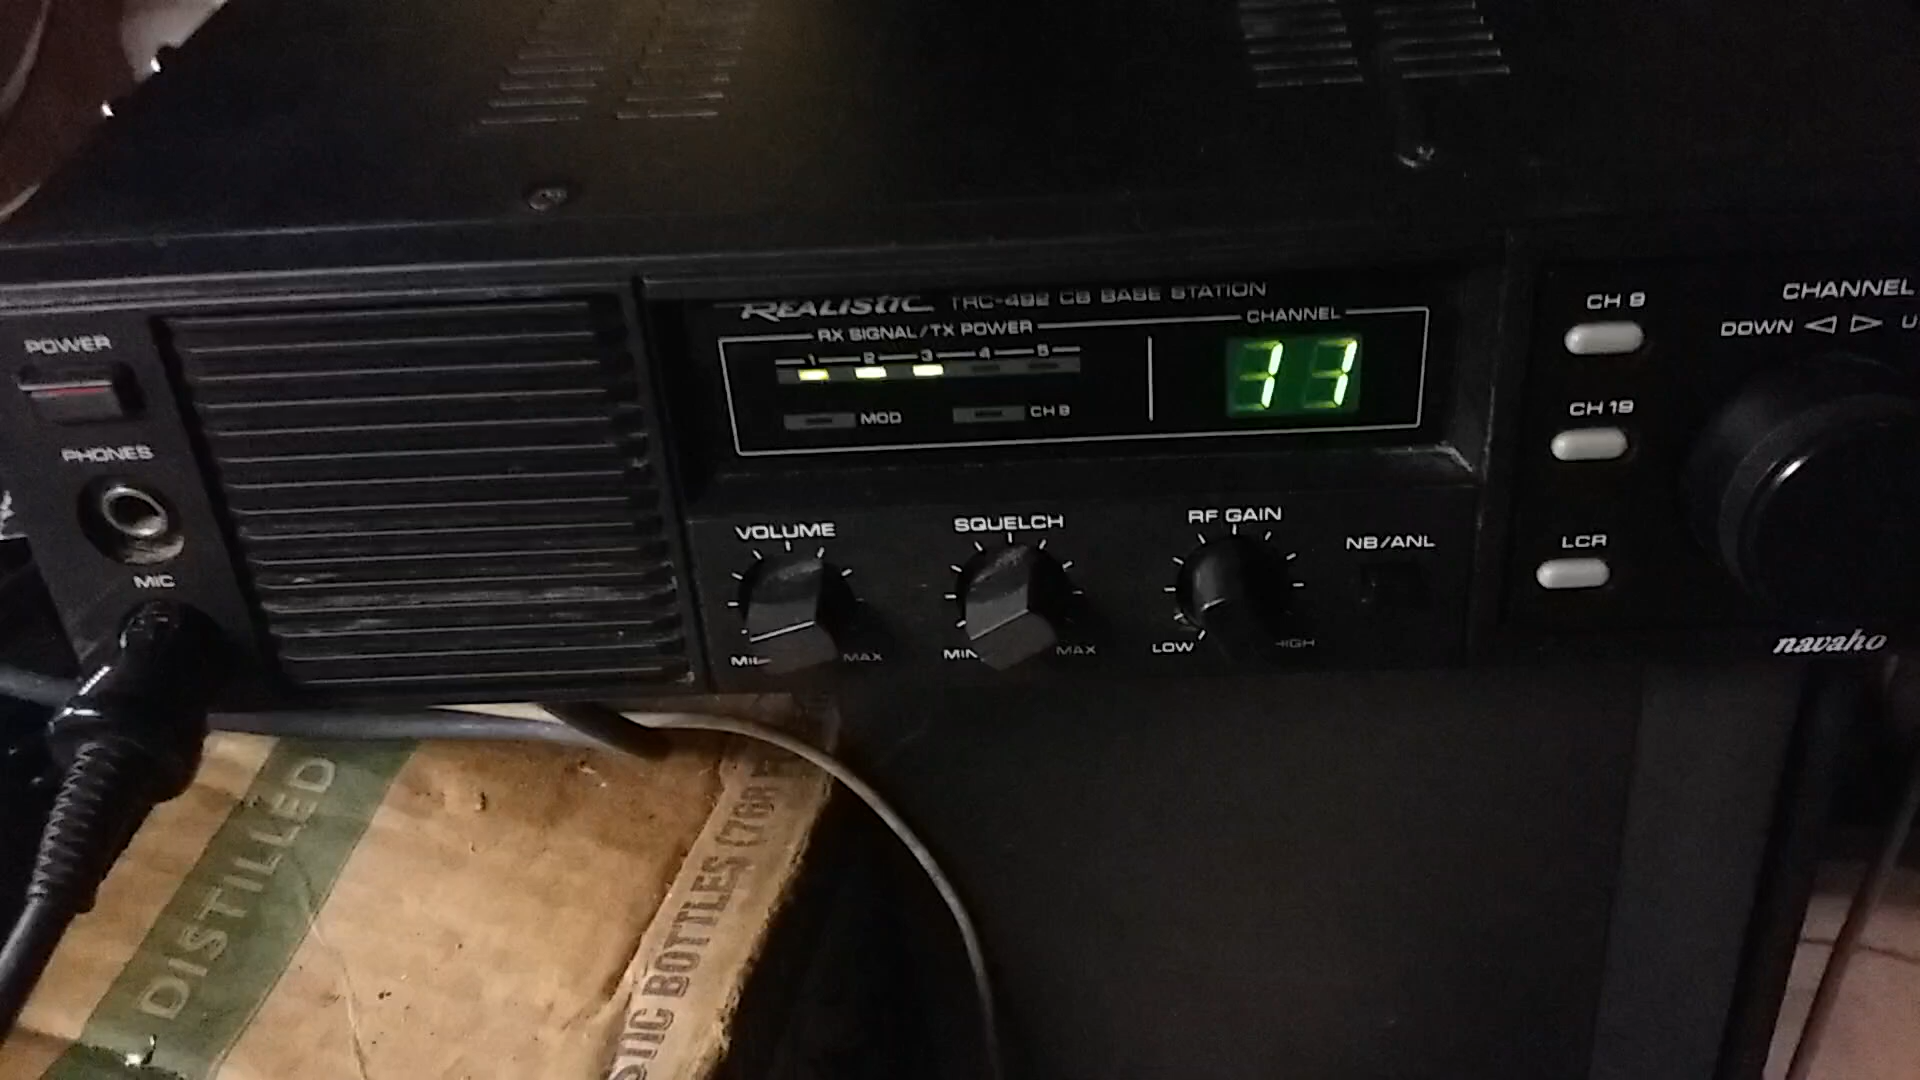 REALISTIC TRC-492 CB BASE STATION
RX SIGNAL/TX POWER
CHANNEL
1 2 3 4 5
11
MOD
CH 9
POWER
PHONES
MIC
VOLUME
MAX
SQUELCH
MIN
MAX
RF GAIN
LOW
HIGH
NB/ANL
CH 9
CH 19
LCR
CHANNEL
DOWN
navaho
DISTILLED
BOTTLES